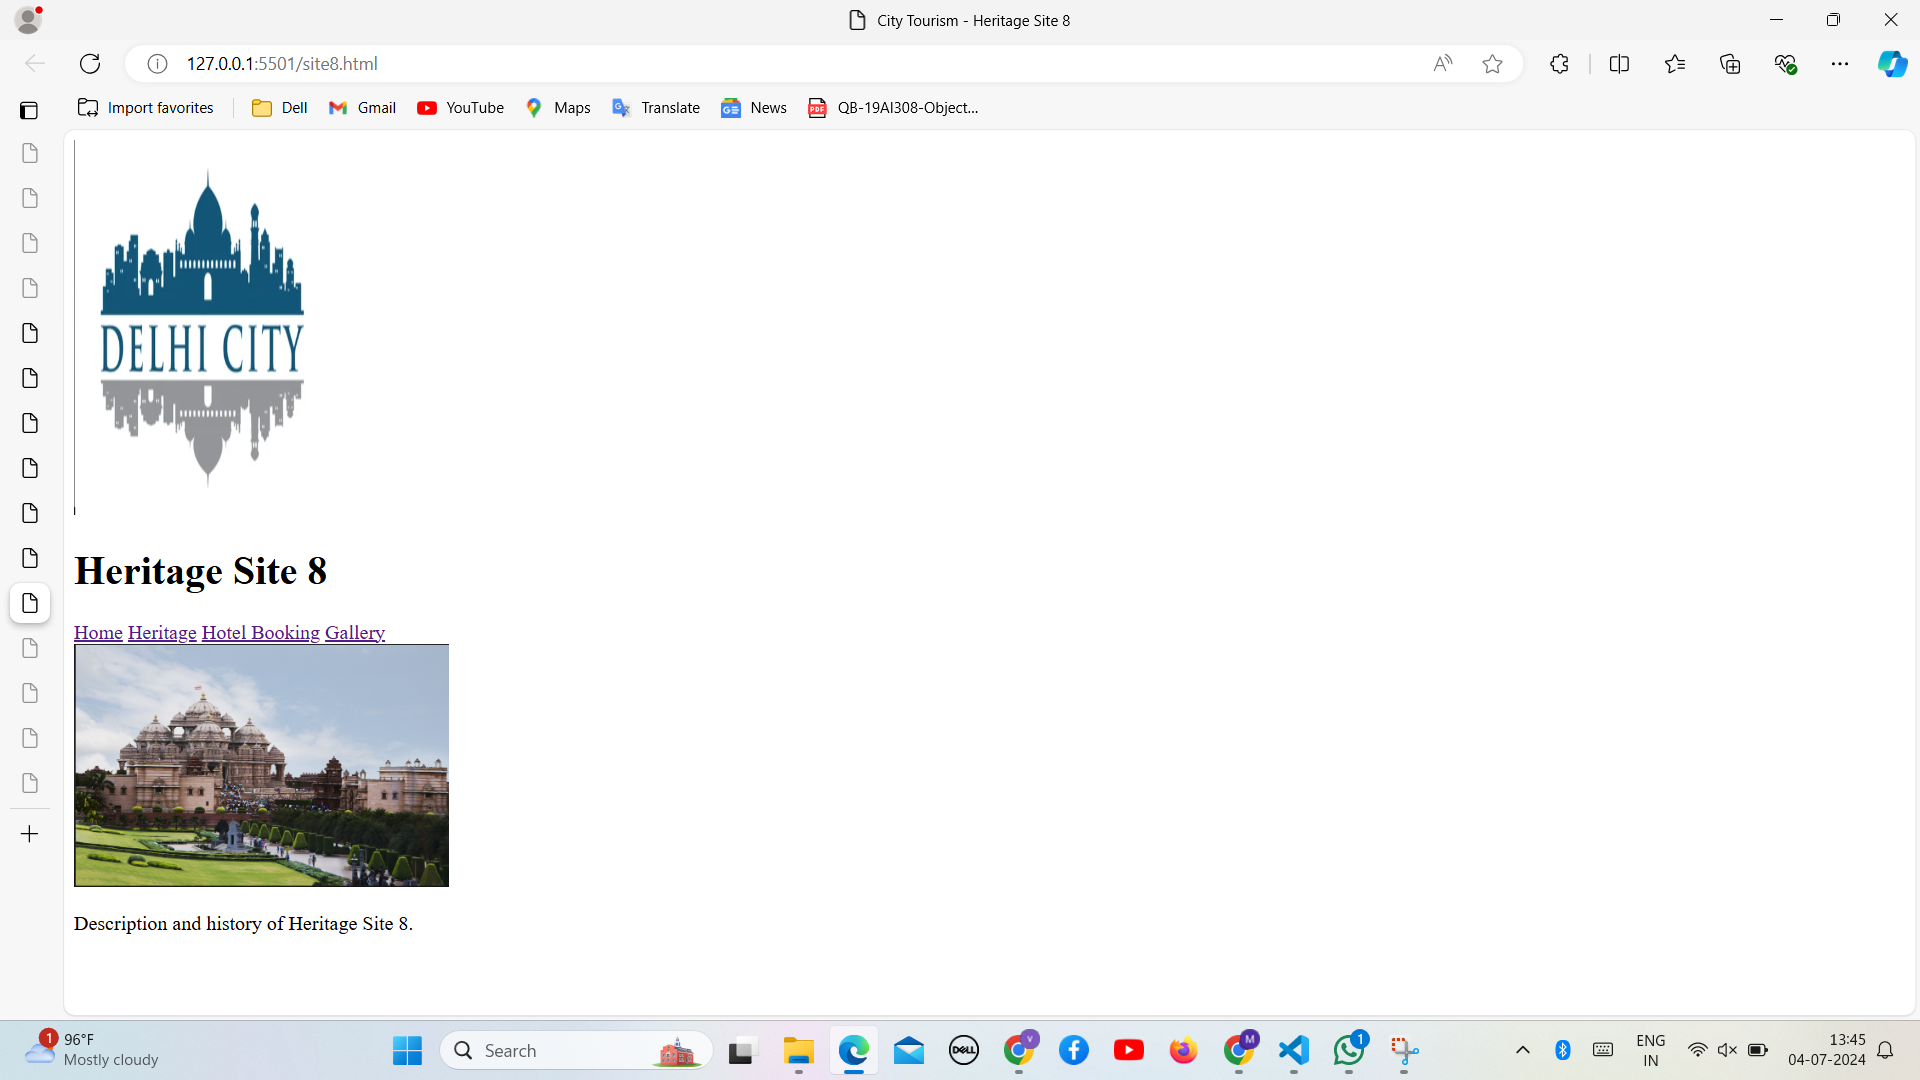 City Tourism - Heritage Site 8
127.0.0.1:5501/site8.html
Import favorites
Dell
Gmail
YouTube
Maps
Translate
News
QB-19AI308-Object...
DELHI CITY
Heritage Site 8
Home Heritage Hotel Booking Gallery
Description and history of Heritage Site 8.
1
96°F
Mostly cloudy
Search
DELL
V
M
1
ENG
IN
13:45
04-07-2024